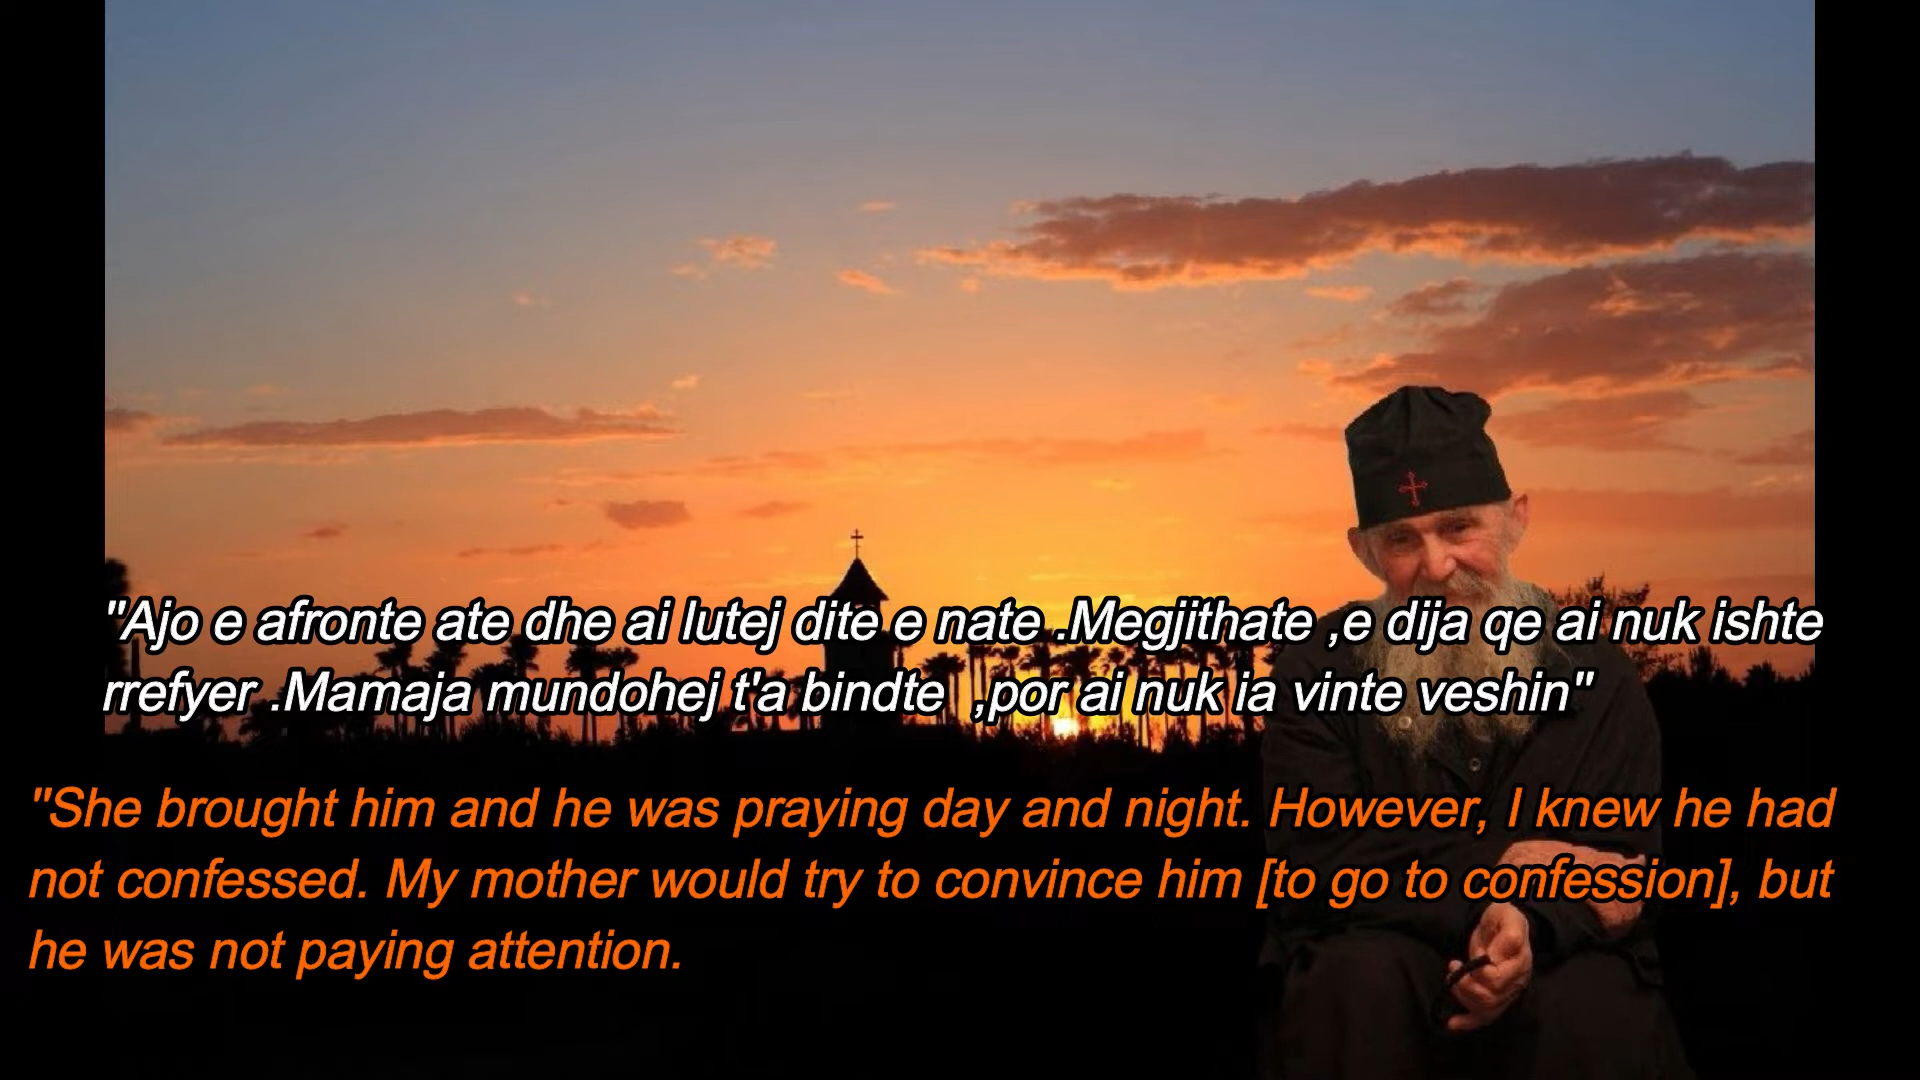 "Ajo e afronte ate dhe ai lutej dite e nate .Megjithate ,e dija qe ai nuk ishte
rrefyer .Mamaja mundohej t'a bindte  ,por ai nuk ia vinte veshin"
"She brought him and he was praying day and night. However, I knew he had
not confessed. My mother would try to convince him [to go to confession], but
he was not paying attention.